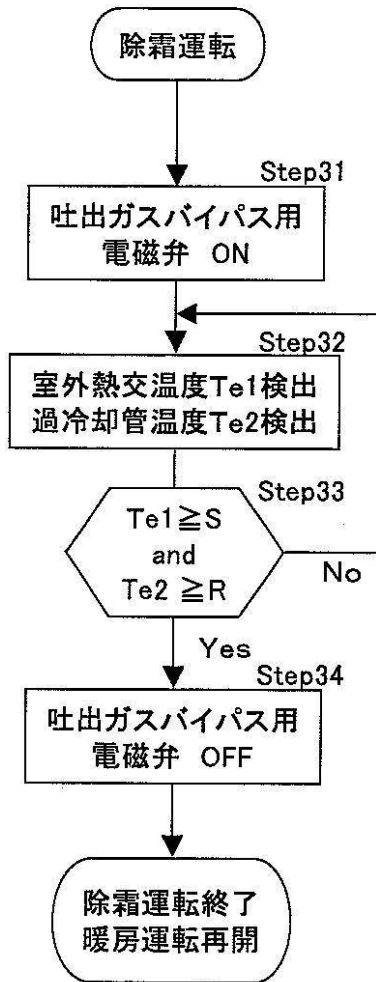 除霜運転
Step31
吐出ガスバイパス用
電磁弁 ON
Step32
室外熱交温度Te1検出
過冷却管温度Te2検出
Step33
Te1≧S
and
Te2 ≧R
No
Yes
Step34
吐出ガスバイパス用
電磁弁 OFF
除霜運転終了
暖房運転再開